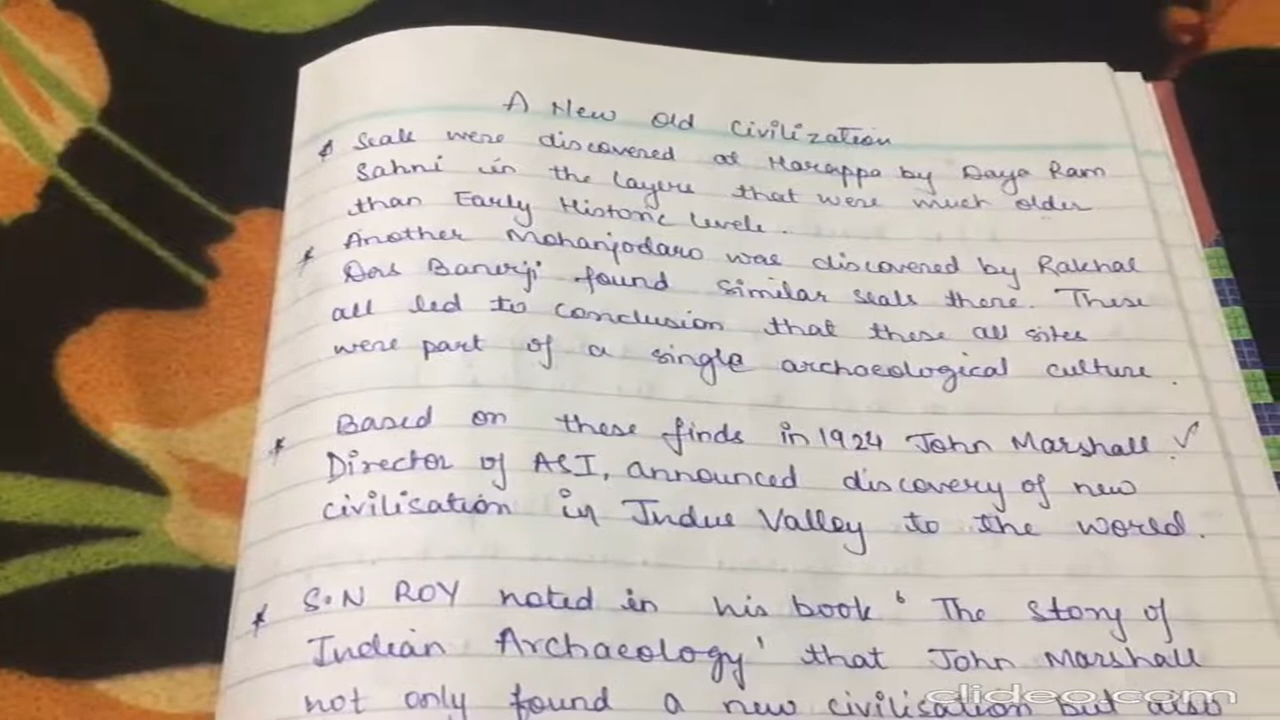 A New old Civilization
* Seals were discovered at Harappa by Daya Ram
Sahni in the layers that were much older
than Early Historic levels.
* Another Mohanjodaro was discovered by Rakhal
Das Banerji found similar seals there. These
all led to conclusion that these all sites
were part of a single archaeological culture.
* Based on these finds in 1924 John Marshall.
Director of ASI, announced discovery of new
civilisation in Indus Valley to the world.
* S.N ROY noted in his book ' The story of
Indian Archaeology' that John Marshall
not only found a new civilisation but also
clideo.com